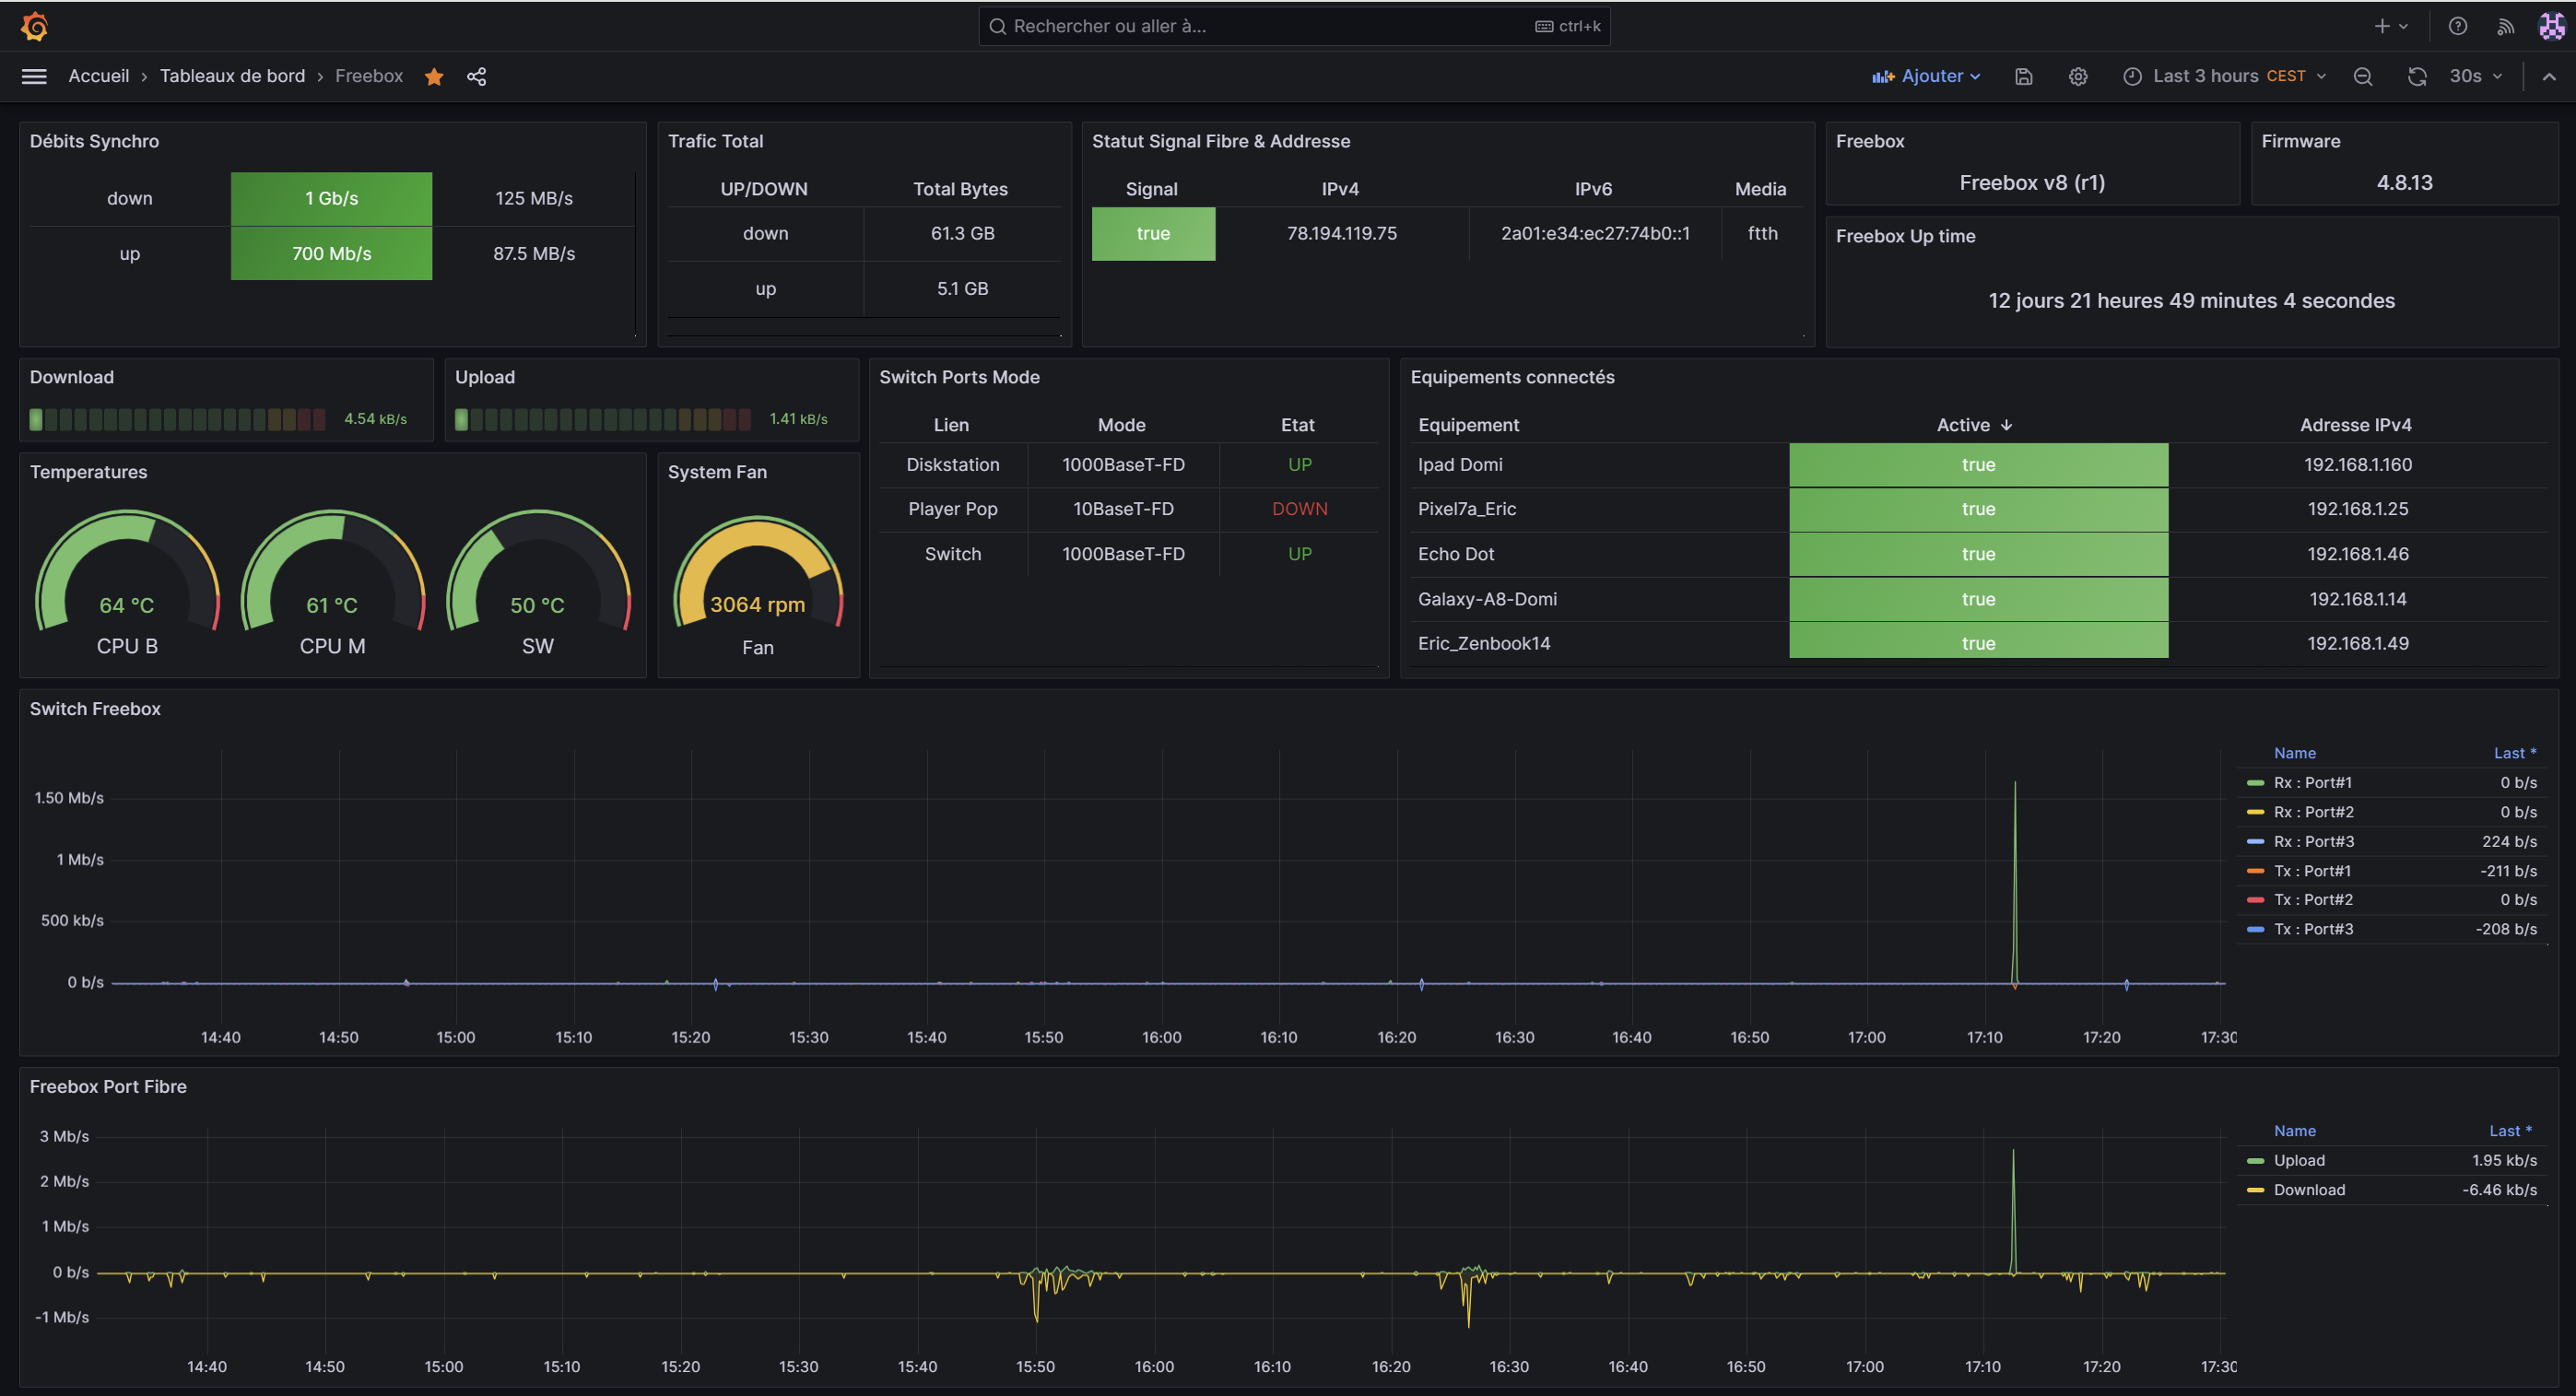 Rechercher ou aller à...
ctrl+k
Accueil › Tableaux de bord › Freebox
Ajouter
Last 3 hours CEST
30s
Débits Synchro
down 1 Gb/s 125 MB/s
up 700 Mb/s 87.5 MB/s
Trafic Total
UP/DOWN Total Bytes
down 61.3 GB
up 5.1 GB
Statut Signal Fibre & Addresse
Signal IPv4 IPv6 Media
true 78.194.119.75 2a01:e34:ec27:74b0::1 ftth
Freebox
Freebox v8 (r1)
Firmware
4.8.13
Freebox Up time
12 jours 21 heures 49 minutes 4 secondes
Download
4.54 kB/s
Upload
1.41 kB/s
Temperatures
64 °C 61 °C 50 °C
CPU B CPU M SW
System Fan
3064 rpm
Fan
Switch Ports Mode
Lien Mode Etat
Diskstation 1000BaseT-FD UP
Player Pop 10BaseT-FD DOWN
Switch 1000BaseT-FD UP
Equipements connectés
Equipement Active ↓ Adresse IPv4
Ipad Domi true 192.168.1.160
Pixel7a_Eric true 192.168.1.25
Echo Dot true 192.168.1.46
Galaxy-A8-Domi true 192.168.1.14
Eric_Zenbook14 true 192.168.1.49
Switch Freebox
1.50 Mb/s
1 Mb/s
500 kb/s
0 b/s
14:40 14:50 15:00 15:10 15:20 15:30 15:40 15:50 16:00 16:10 16:20 16:30 16:40 16:50 17:00 17:10 17:20 17:30
Name Last *
Rx : Port#1 0 b/s
Rx : Port#2 0 b/s
Rx : Port#3 224 b/s
Tx : Port#1 -211 b/s
Tx : Port#2 0 b/s
Tx : Port#3 -208 b/s
Freebox Port Fibre
3 Mb/s
2 Mb/s
1 Mb/s
0 b/s
-1 Mb/s
14:40 14:50 15:00 15:10 15:20 15:30 15:40 15:50 16:00 16:10 16:20 16:30 16:40 16:50 17:00 17:10 17:20 17:30
Name Last *
Upload 1.95 kb/s
Download -6.46 kb/s